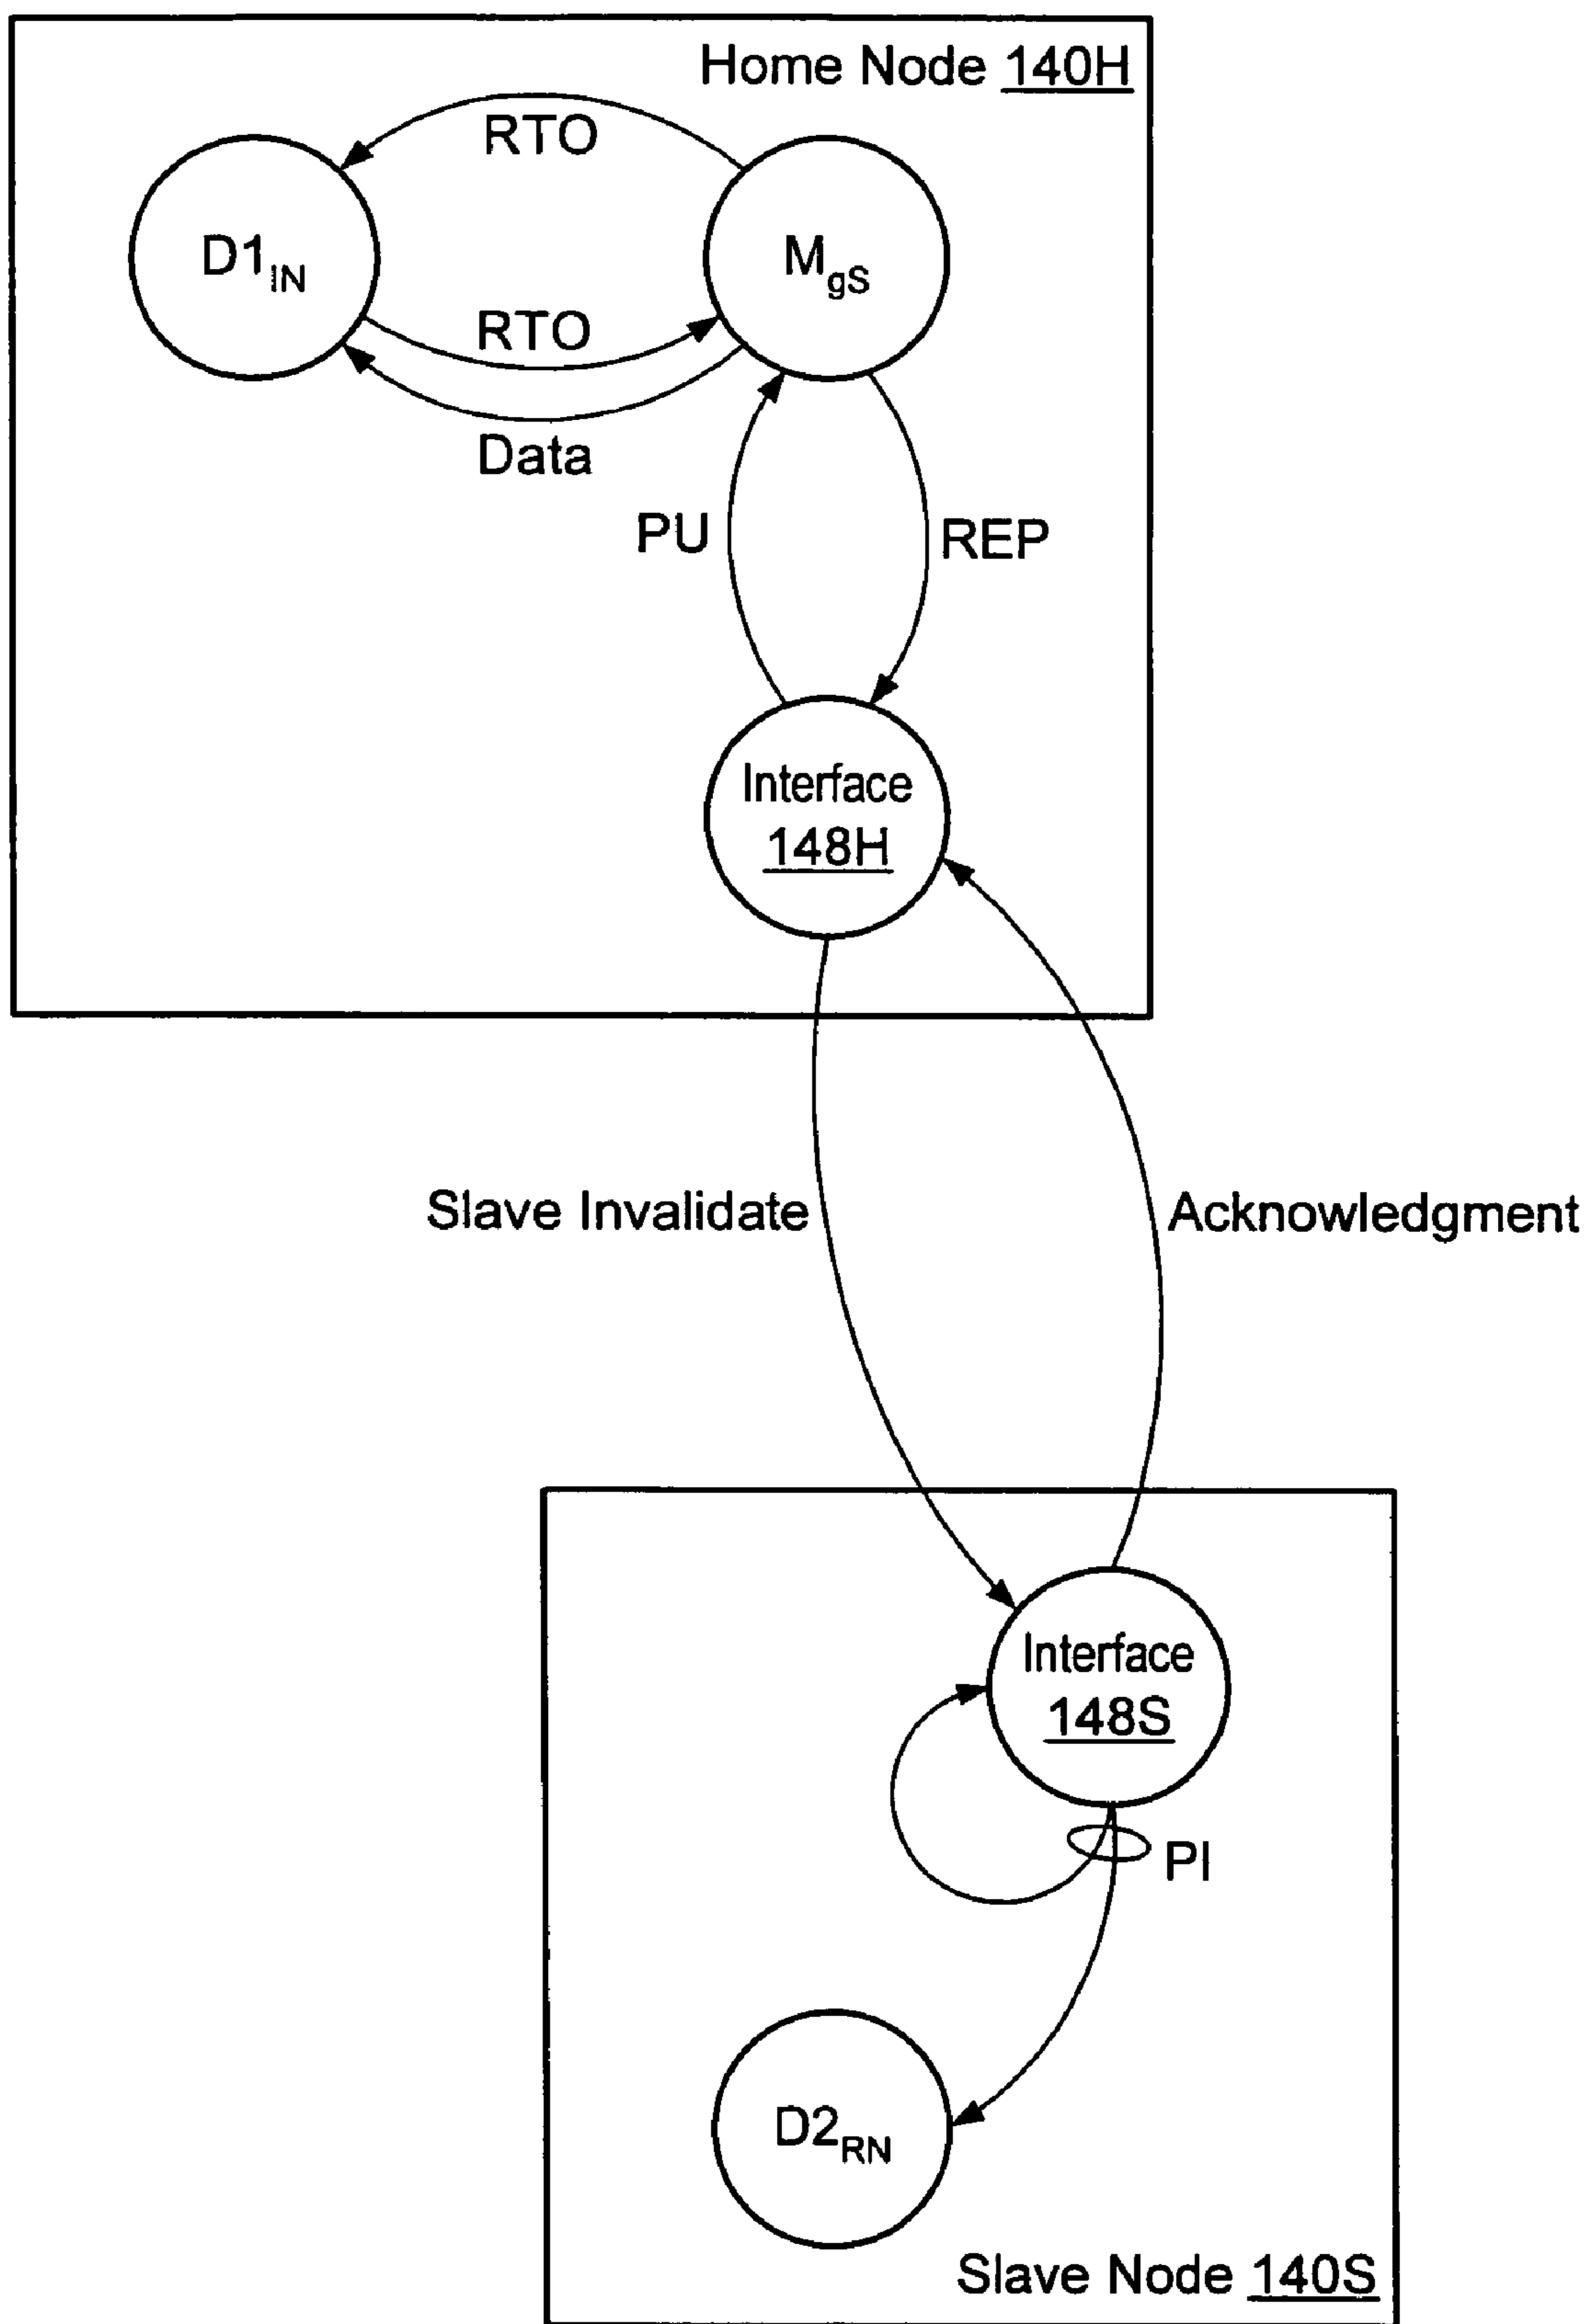 Home Node 140H
RTO
D1IN
MgS
RTO
Data
PU
REP
Interface
148H
Slave Invalidate
Acknowledgment
Interface
148S
PI
D2RN
Slave Node 140S